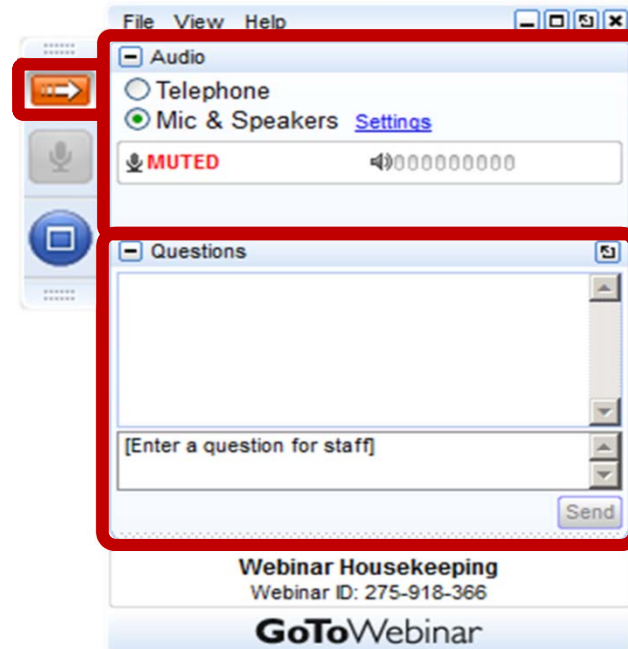 File View Help
Audio
Telephone
Mic & Speakers Settings
MUTED 000000000
Questions
[Enter a question for staff]
Send
Webinar Housekeeping
Webinar ID: 275-918-366
GoToWebinar